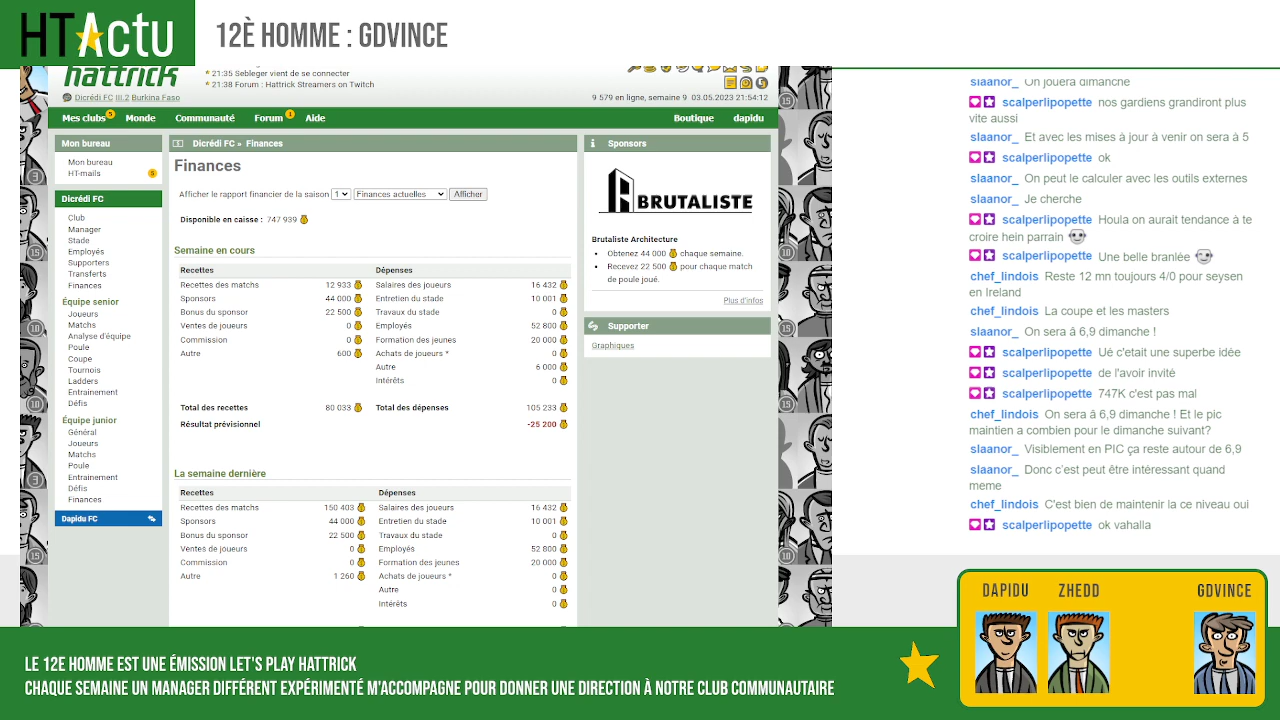 HTActu
12È HOMME : GDVINCE
hattrick
21:35 Sebleger vient de se connecter
21:38 Forum : Hattrick Streamers on Twitch
Dicrédi FC III.2 Burkina Faso
9 579 en ligne, semaine 9 03.05.2023 21:54:12
Mes clubs 5 Monde Communauté Forum 1 Aide Boutique dapidu
Mon bureau
Mon bureau
HT-mails 5
Dicrédi FC
Club
Manager
Stade
Employés
Supporters
Transferts
Finances
Équipe senior
Joueurs
Matchs
Analyse d'équipe
Poule
Coupe
Tournois
Ladders
Entrainement
Défis
Équipe junior
Général
Joueurs
Matchs
Poule
Entrainement
Défis
Finances
Dapidu FC
Dicrédi FC » Finances
Finances
Afficher le rapport financier de la saison 1 Finances actuelles Afficher
Disponible en caisse : 747 939
Semaine en cours
Recettes Dépenses
Recettes des matchs 12 933 Salaires des joueurs 16 432
Sponsors 44 000 Entretien du stade 10 001
Bonus du sponsor 22 500 Travaux du stade 0
Ventes de joueurs 0 Employés 52 800
Commission 0 Formation des jeunes 20 000
Autre 600 Achats de joueurs * 0
Autre 6 000
Intérêts 0
Total des recettes 80 033 Total des dépenses 105 233
Résultat prévisionnel -25 200
La semaine dernière
Recettes Dépenses
Recettes des matchs 150 403 Salaires des joueurs 16 432
Sponsors 44 000 Entretien du stade 10 001
Bonus du sponsor 22 500 Travaux du stade 0
Ventes de joueurs 0 Employés 52 800
Commission 0 Formation des jeunes 20 000
Autre 1 260 Achats de joueurs * 0
Autre 0
Intérêts 0
Sponsors
BRUTALISTE
Brutaliste Architecture
Obtenez 44 000 chaque semaine.
Recevez 22 500 pour chaque match
de poule joué.
Plus d'infos
Supporter
Graphiques
slaanor_ On jouera dimanche
scalperlipopette nos gardiens grandiront plus
vite aussi
slaanor_ Et avec les mises à jour à venir on sera à 5
scalperlipopette ok
slaanor_ On peut le calculer avec les outils externes
slaanor_ Je cherche
scalperlipopette Houla on aurait tendance à te
croire hein parrain
scalperlipopette Une belle branlée
chef_lindois Reste 12 mn toujours 4/0 pour seysen
en Ireland
chef_lindois La coupe et les masters
slaanor_ On sera à 6,9 dimanche !
scalperlipopette Ué c'etait une superbe idée
scalperlipopette de l'avoir invité
scalperlipopette 747K c'est pas mal
chef_lindois On sera à 6,9 dimanche ! Et le pic
maintien a combien pour le dimanche suivant?
slaanor_ Visiblement en PIC ça reste autour de 6,9
slaanor_ Donc c'est peut être intéressant quand
meme
chef_lindois C'est bien de maintenir la ce niveau oui
scalperlipopette ok vahalla
DAPIDU ZHEDD GDVINCE
LE 12E HOMME EST UNE ÉMISSION LET'S PLAY HATTRICK
CHAQUE SEMAINE UN MANAGER DIFFÉRENT EXPÉRIMENTÉ M'ACCOMPAGNE POUR DONNER UNE DIRECTION À NOTRE CLUB COMMUNAUTAIRE